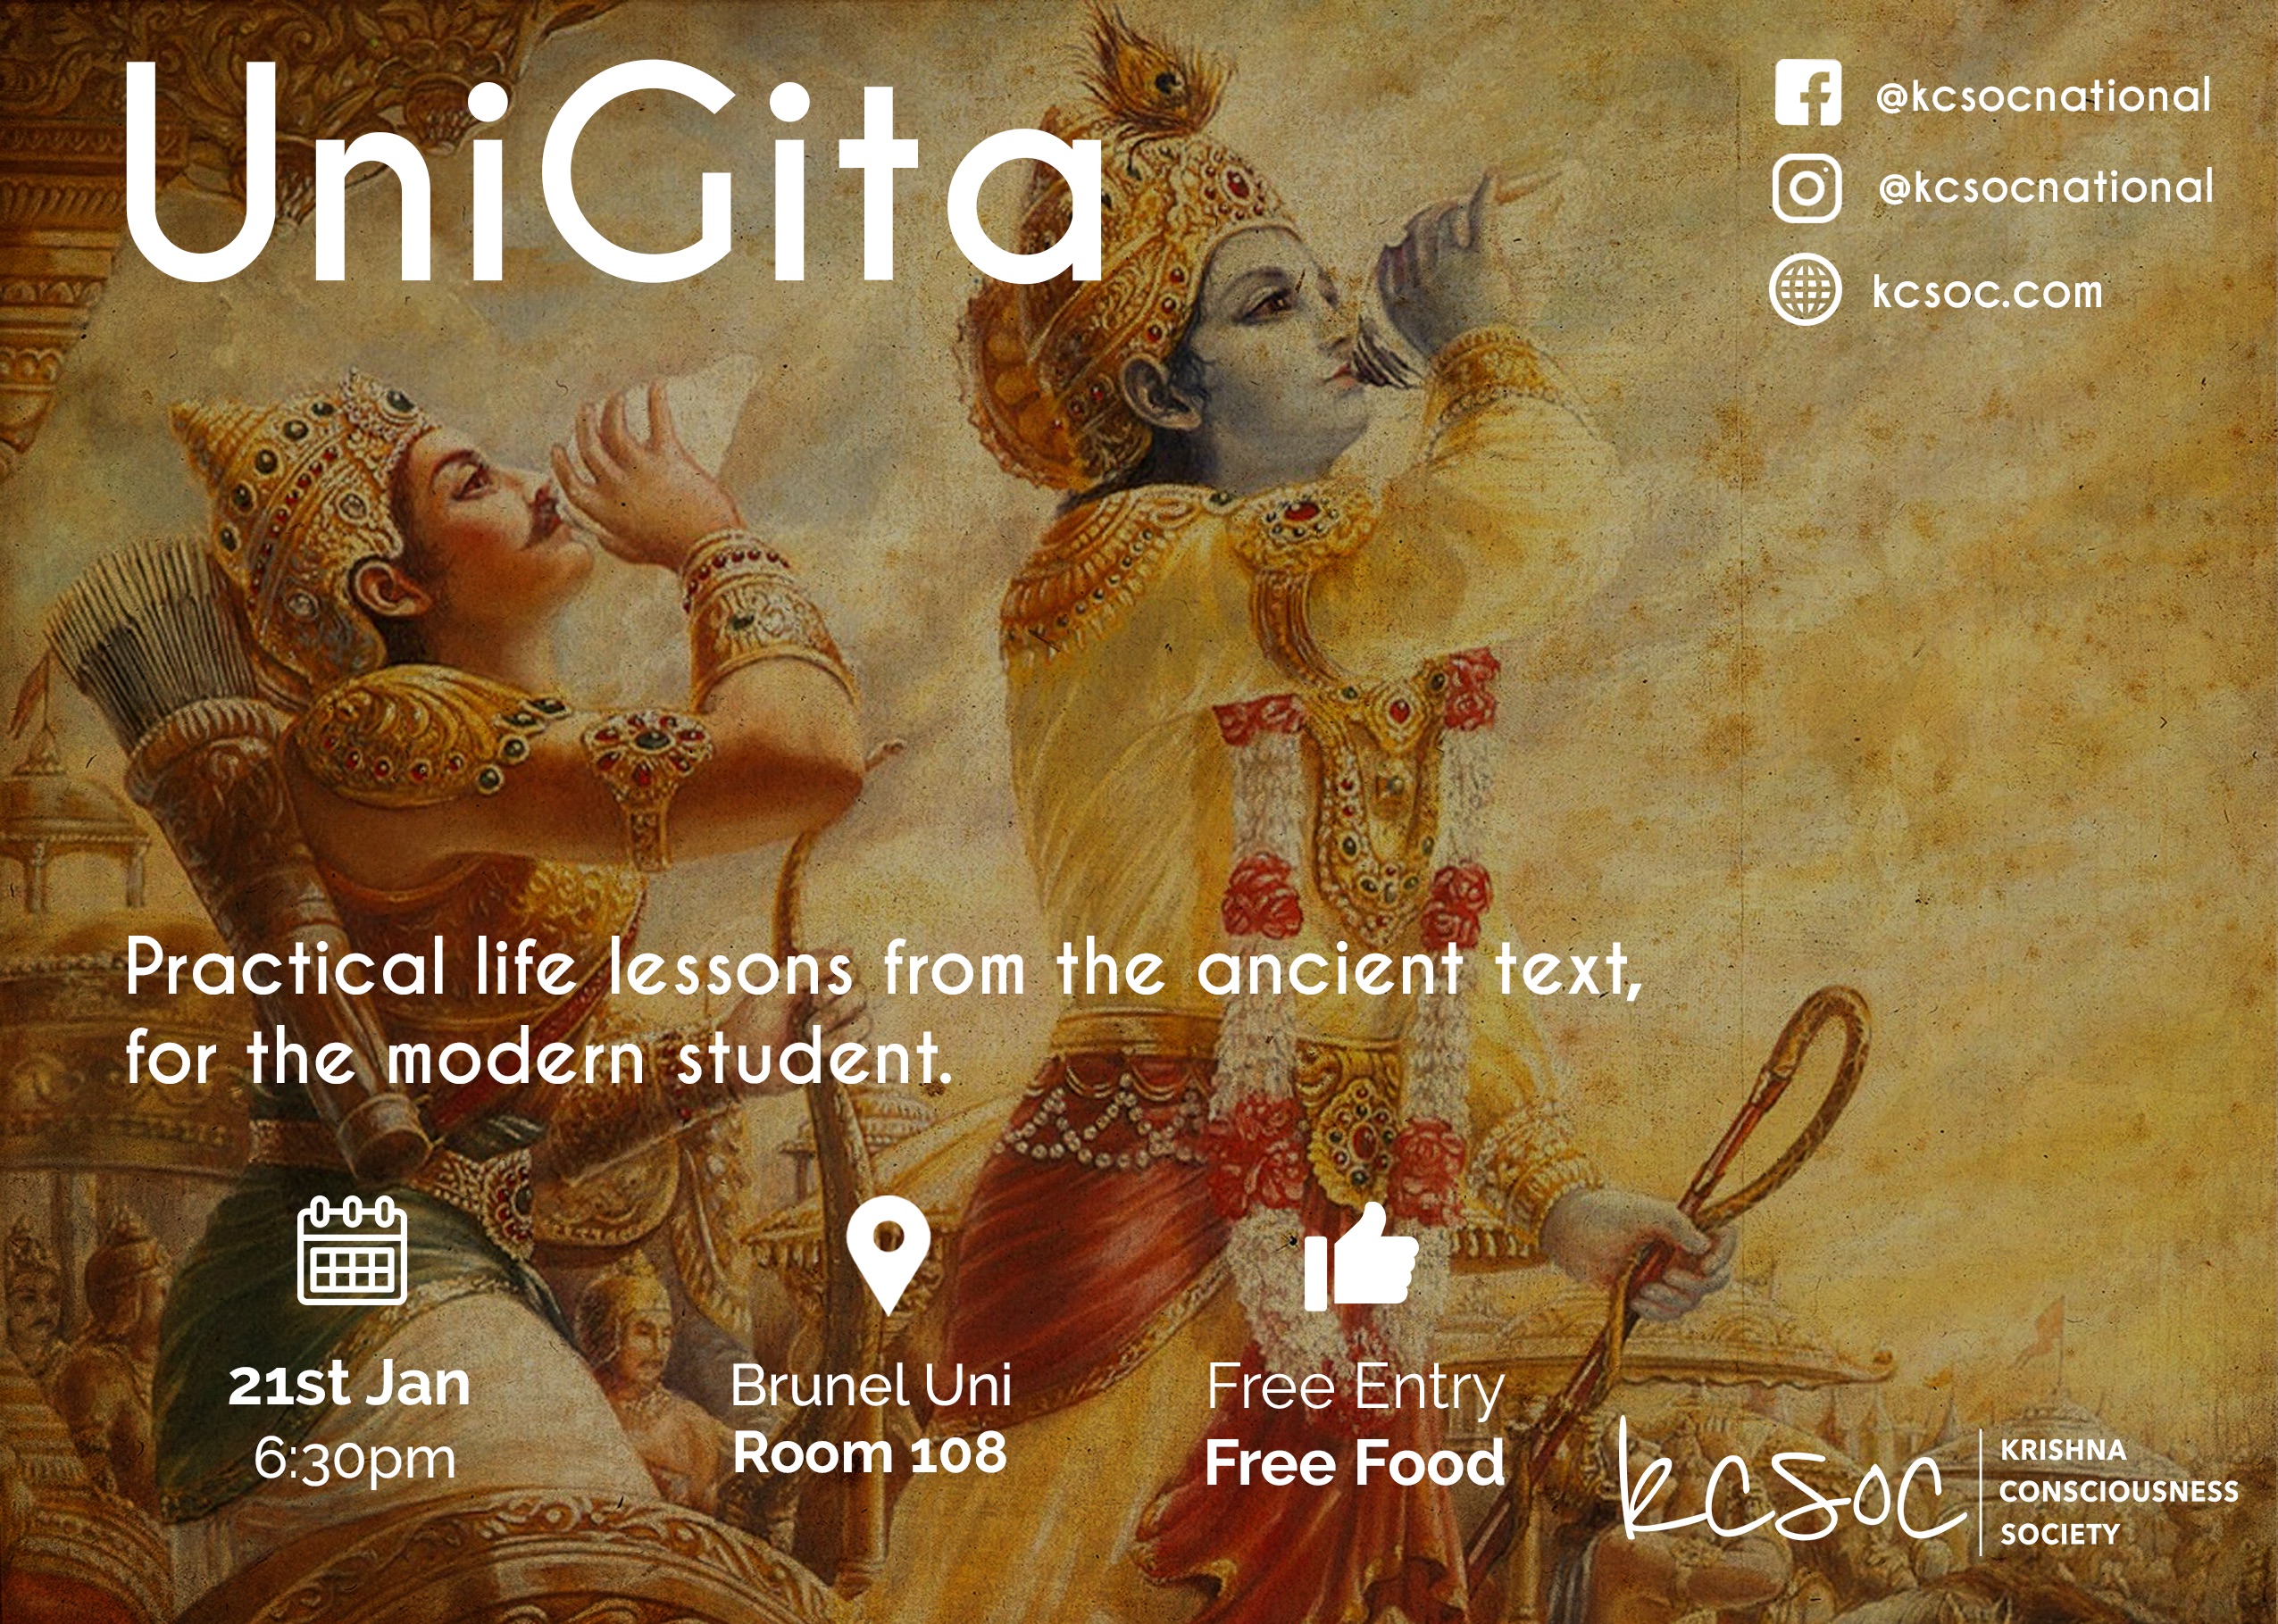 UniGita
@kcsocnational
@kcsocnational
kcsoc.com
Practical life lessons from the ancient text,
for the modern student.
21st Jan
6:30pm
Brunel Uni
Room 108
Free Entry
Free Food
kcsoc
KRISHNA
CONSCIOUSNESS
SOCIETY